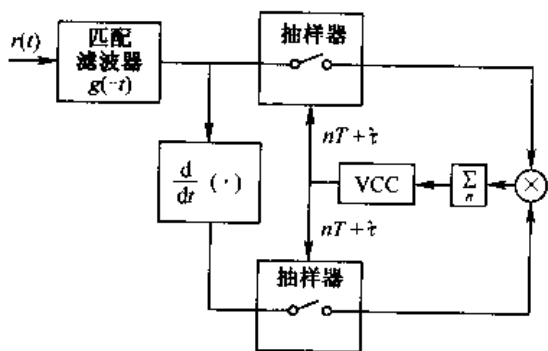 r(t)
匹配
滤波器
g(-t)
抽样器
nT + τ̂
d/dt (·)
VCC
Σ
n
×
nT + τ̂
抽样器